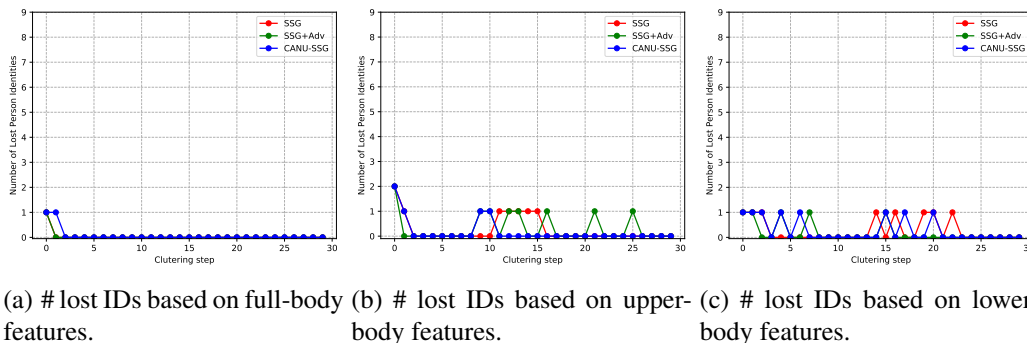 9
8
7
6
5
4
3
2
1
0
Number of Lost Person Identities
0 5 10 15 20 25 30
Clutering step
SSG
SSG+Adv
CANU-SSG
9
8
7
6
5
4
3
2
1
0
Number of Lost Person Identities
0 5 10 15 20 25 30
Clutering step
SSG
SSG+Adv
CANU-SSG
9
8
7
6
5
4
3
2
1
0
Number of Lost Person Identities
0 5 10 15 20 25 30
Clutering step
SSG
SSG+Adv
CANU-SSG
(a) # lost IDs based on full-body
features.
(b) # lost IDs based on upper-
body features.
(c) # lost IDs based on lower
body features.